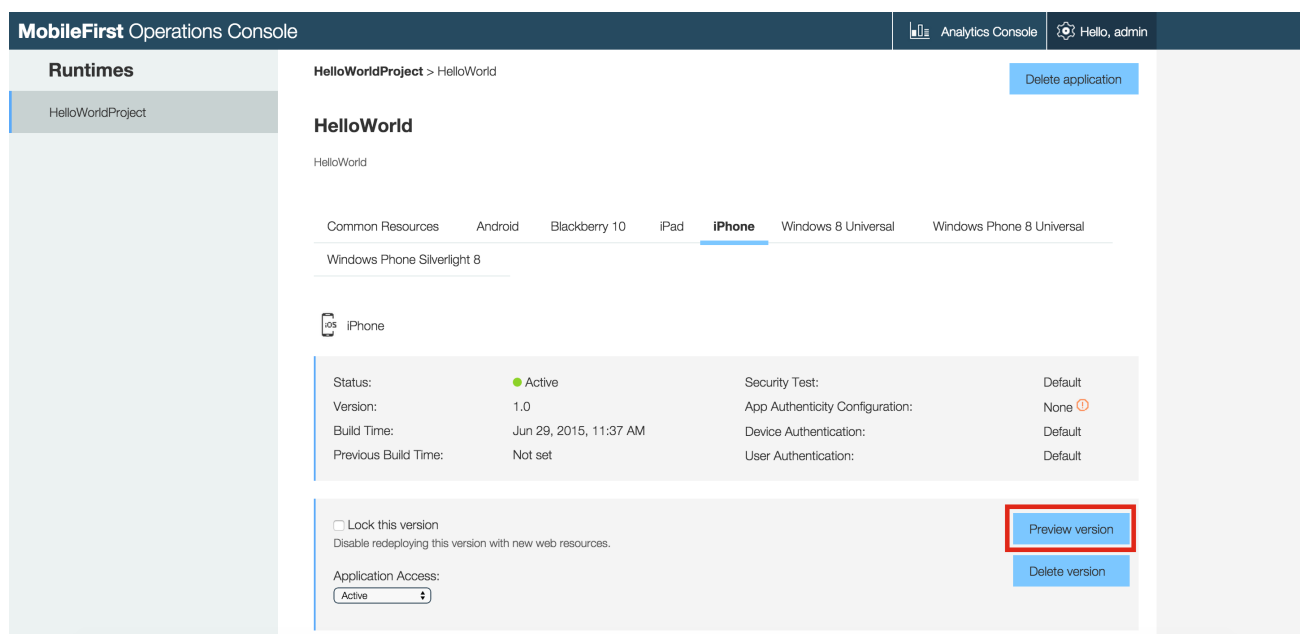 MobileFirst Operations Console
Analytics Console
Hello, admin
Runtimes
HelloWorldProject
HelloWorldProject > HelloWorld
Delete application
HelloWorld
HelloWorld
Common Resources Android Blackberry 10 iPad iPhone Windows 8 Universal Windows Phone 8 Universal
Windows Phone Silverlight 8
iOS iPhone
Status: Active Security Test: Default
Version: 1.0 App Authenticity Configuration: None
Build Time: Jun 29, 2015, 11:37 AM Device Authentication: Default
Previous Build Time: Not set User Authentication: Default
Lock this version
Preview version
Disable redeploying this version with new web resources.
Delete version
Application Access:
Active